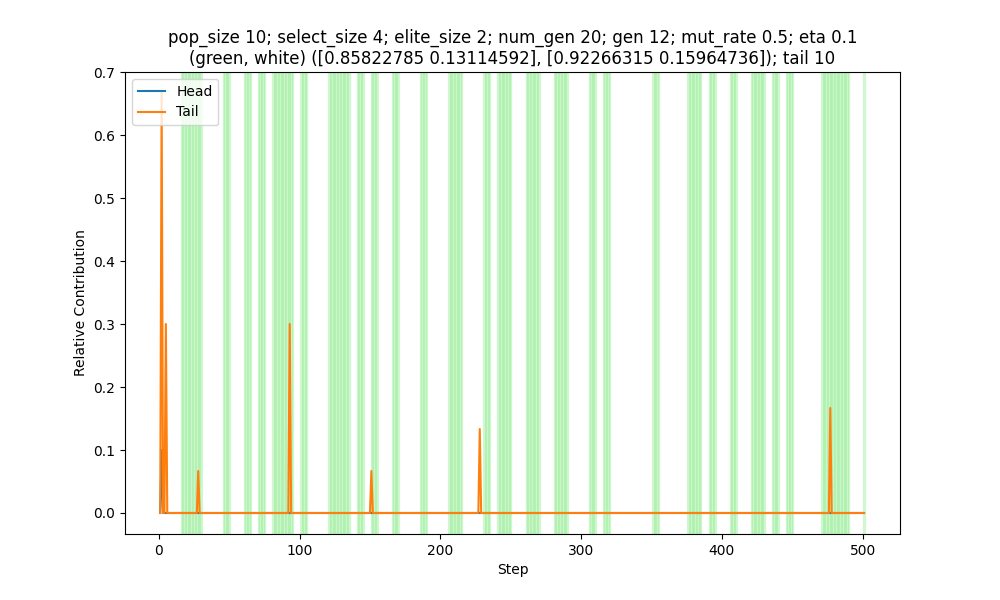 pop_size 10; select_size 4; elite_size 2; num_gen 20; gen 12; mut_rate 0.5; eta 0.1
(green, white) ([0.85822785 0.13114592], [0.92266315 0.15964736]); tail 10
Head
Tail
Relative Contribution
0.7
0.6
0.5
0.4
0.3
0.2
0.1
0.0
0 100 200 300 400 500
Step